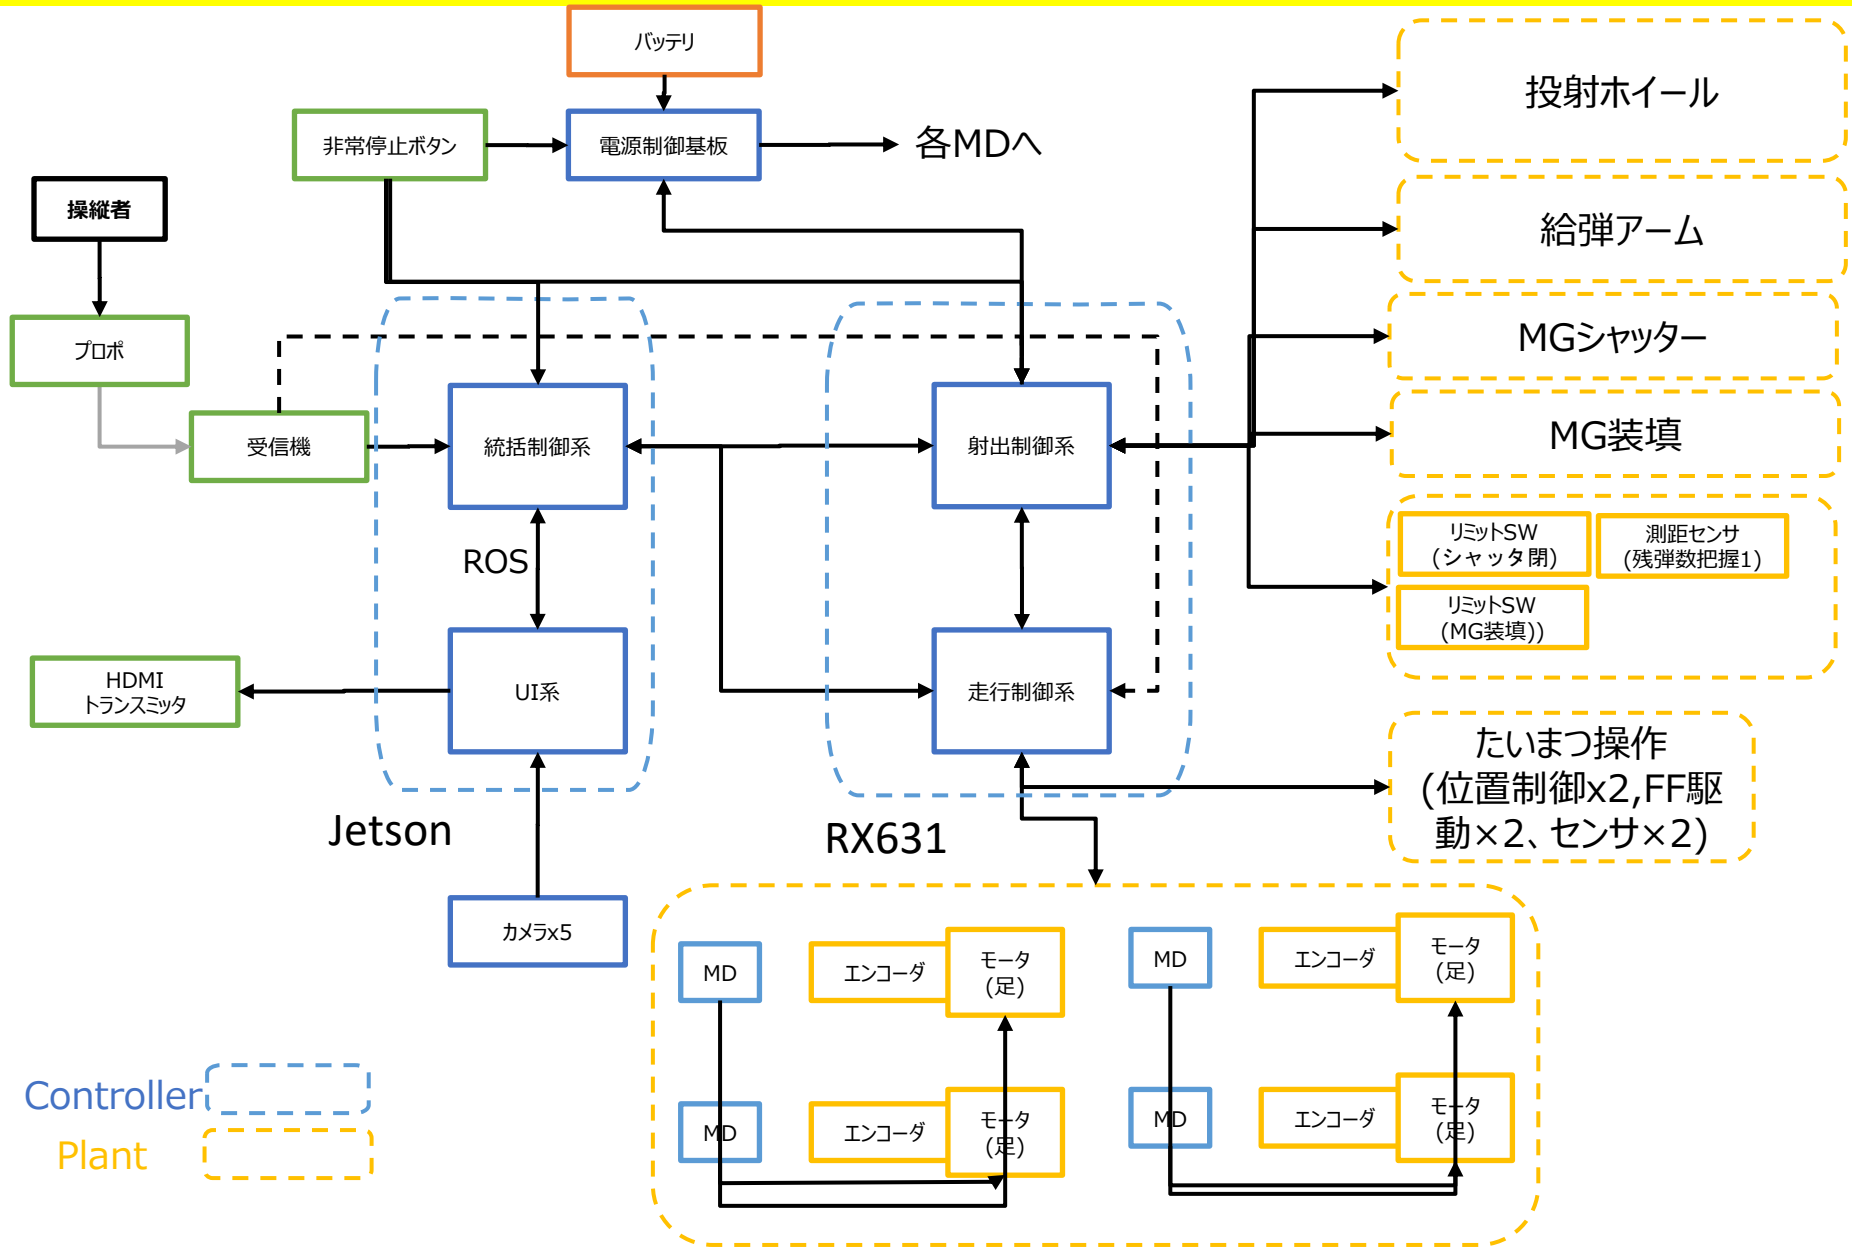 バッテリ
非常停止ボタン
電源制御基板
各MDへ
操縦者
プロポ
受信機
統括制御系
射出制御系
ROS
HDMI
トランスミッタ
UI系
走行制御系
Jetson
RX631
カメラx5
投射ホイール
給弾アーム
MGシャッター
MG装填
リミットSW
(シャッタ閉)
測距センサ
(残弾数把握1)
リミットSW
(MG装填))
たいまつ操作
(位置制御x2,FF駆
動×2、センサ×2)
MD
エンコーダ
モータ
(足)
MD
エンコーダ
モータ
(足)
MD
エンコーダ
モータ
(足)
MD
エンコーダ
モータ
(足)
Controller
Plant